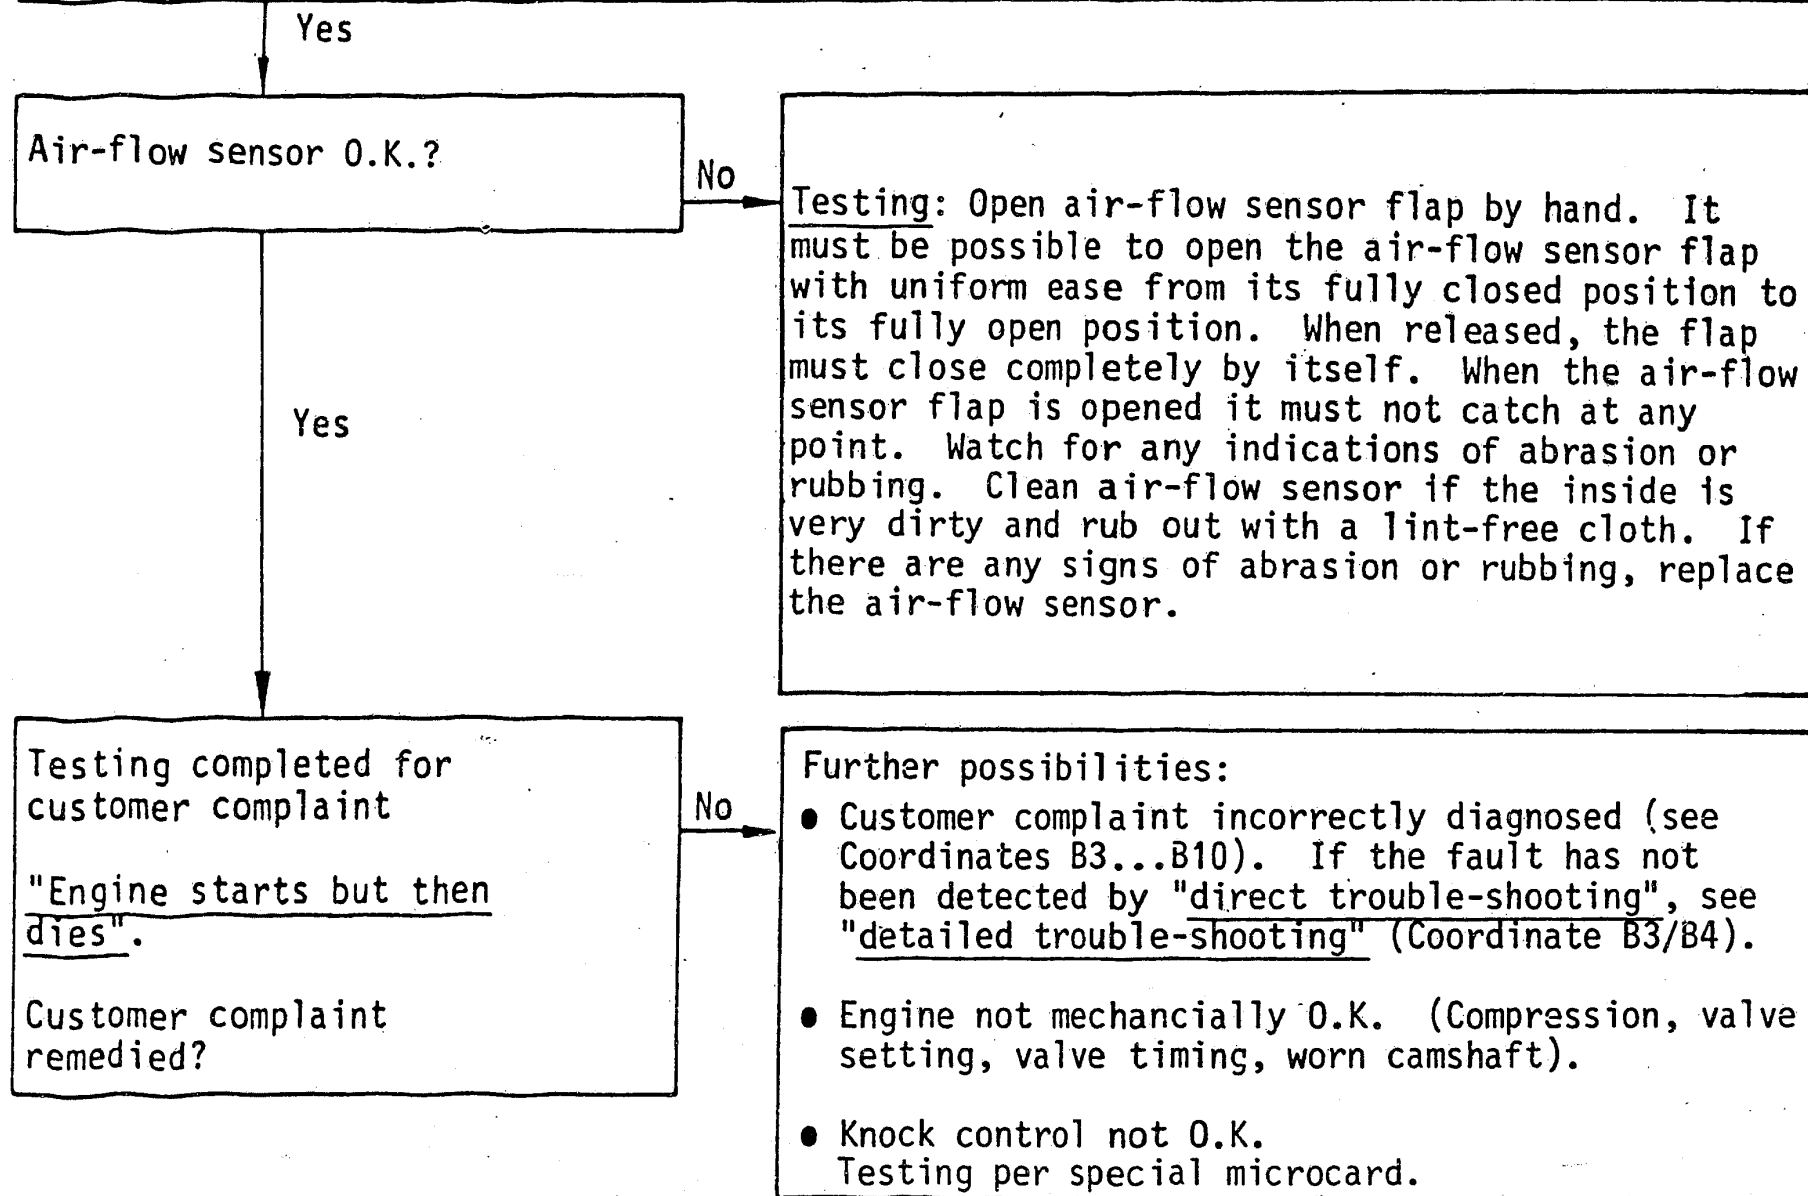 Yes
Air-flow sensor O.K.?
No
Testing: Open air-flow sensor flap by hand. It
must be possible to open the air-flow sensor flap
with uniform ease from its fully closed position to
its fully open position. When released, the flap
must close completely by itself. When the air-flow
sensor flap is opened it must not catch at any
point. Watch for any indications of abrasion or
rubbing. Clean air-flow sensor if the inside is
very dirty and rub out with a lint-free cloth. If
there are any signs of abrasion or rubbing, replace
the air-flow sensor.
Yes
Testing completed for
customer complaint
"Engine starts but then
dies".
Customer complaint
remedied?
No
Further possibilities:
● Customer complaint incorrectly diagnosed (see
Coordinates B3...B10). If the fault has not
been detected by "direct trouble-shooting", see
"detailed trouble-shooting" (Coordinate B3/B4).
● Engine not mechancially O.K. (Compression, valve
setting, valve timing, worn camshaft).
● Knock control not O.K.
Testing per special microcard.